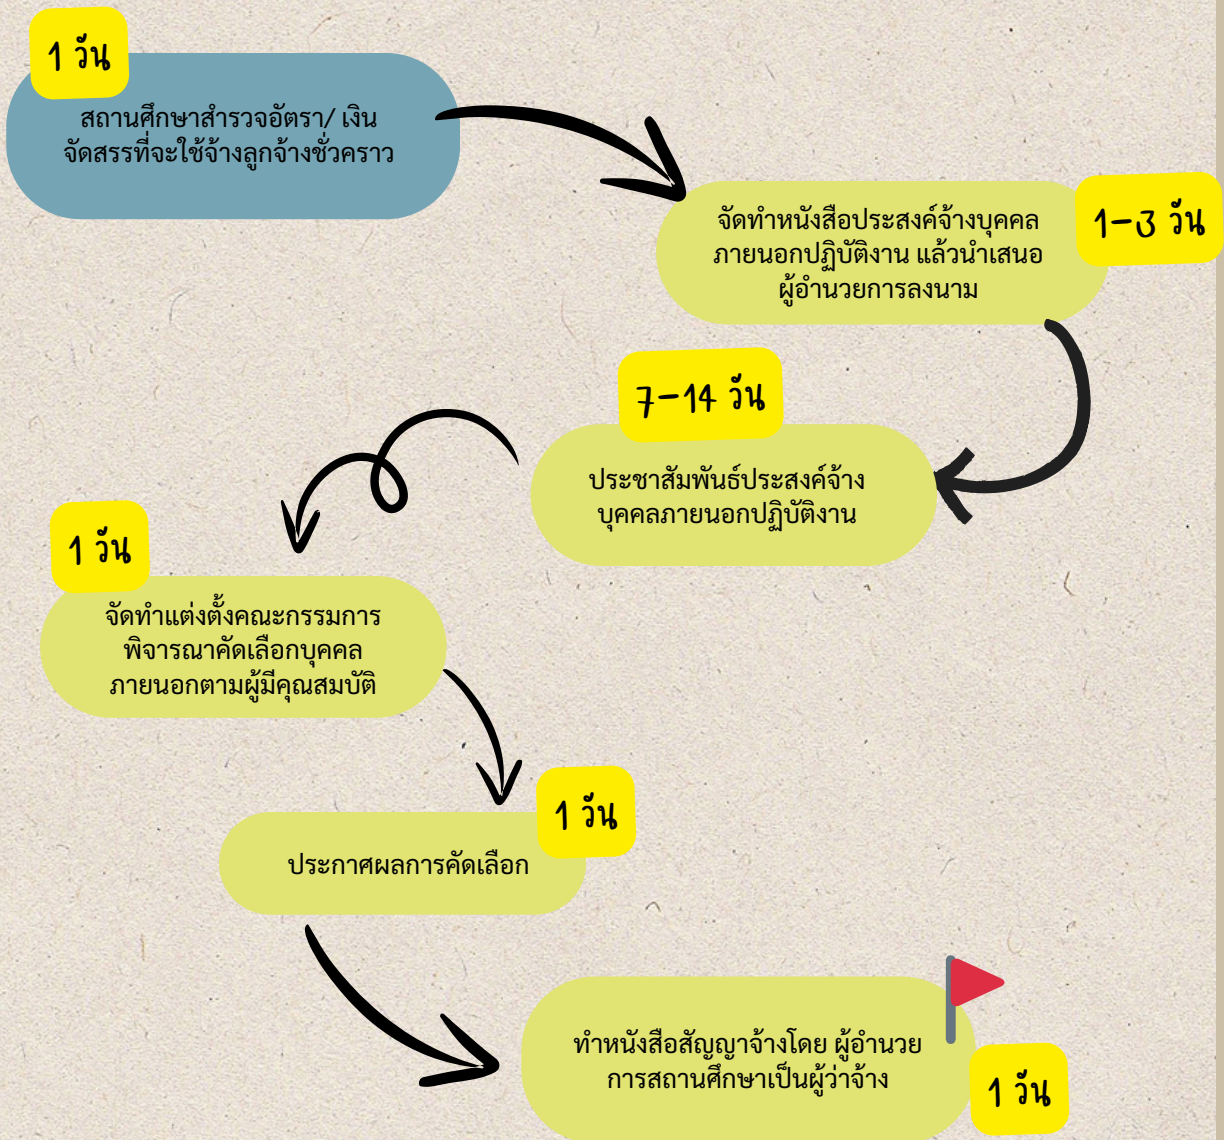 1 วัน
สถานศึกษาสำรวจอัตรา/ เงิน
จัดสรรที่จะใช้จ้างลูกจ้างชั่วคราว
จัดทำหนังสือประสงค์จ้างบุคคล
ภายนอกปฏิบัติงาน แล้วนำเสนอ
ผู้อำนวยการลงนาม
1-3 วัน
7-14 วัน
ประชาสัมพันธ์ประสงค์จ้าง
บุคคลภายนอกปฏิบัติงาน
1 วัน
จัดทำแต่งตั้งคณะกรรมการ
พิจารณาคัดเลือกบุคคล
ภายนอกตามผู้มีคุณสมบัติ
1 วัน
ประกาศผลการคัดเลือก
ทำหนังสือสัญญาจ้างโดย ผู้อำนวย
การสถานศึกษาเป็นผู้ว่าจ้าง
1 วัน